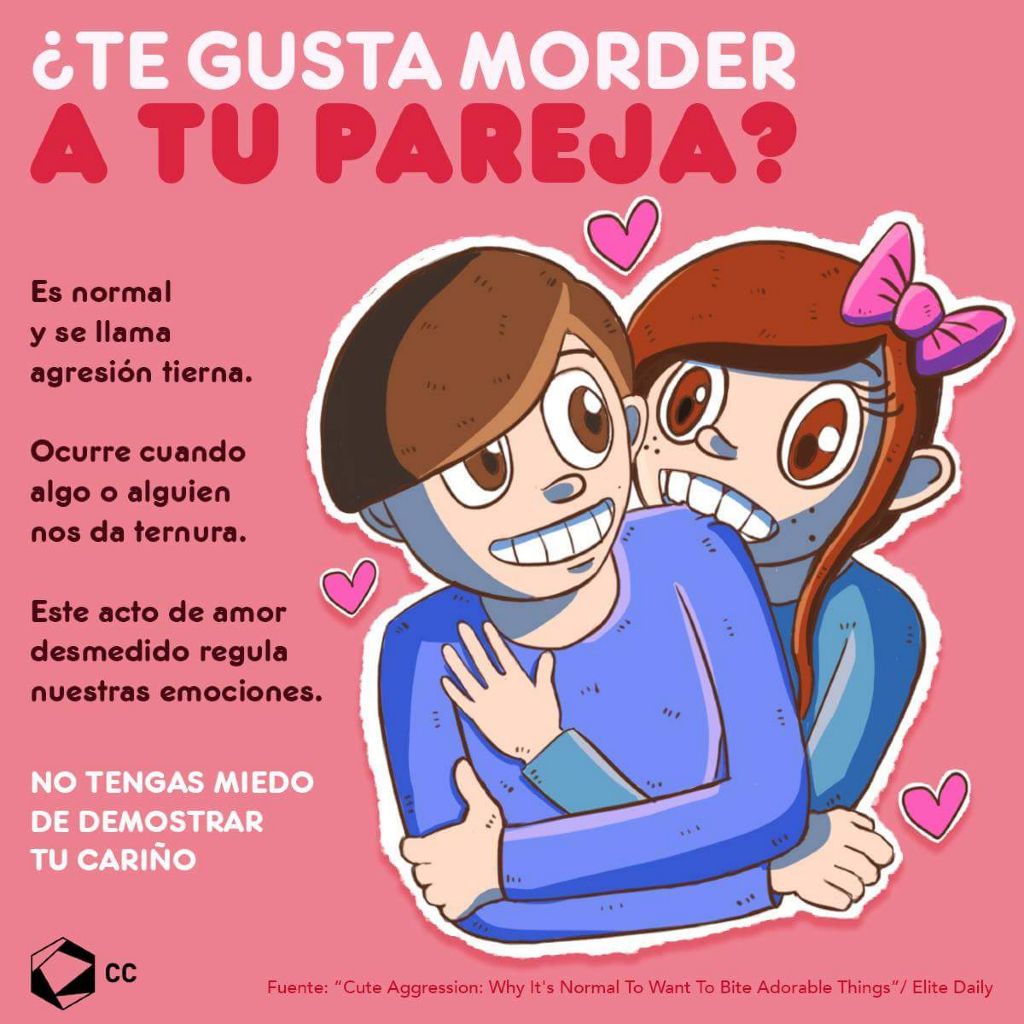 ¿TE GUSTA MORDER
A TU PAREJA?
Es normal
y se llama
agresión tierna.
Ocurre cuando
algo o alguien
nos da ternura.
Este acto de amor
desmedido regula
nuestras emociones.
NO TENGAS MIEDO
DE DEMOSTRAR
TU CARIÑO
CC
Fuente: “Cute Aggression: Why It's Normal To Want To Bite Adorable Things”/ Elite Daily